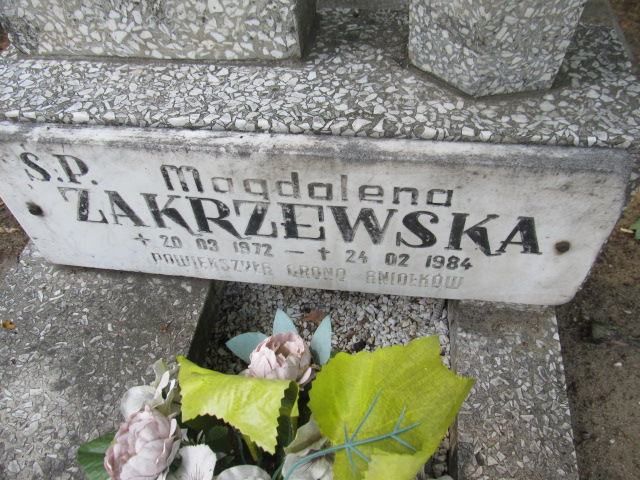 Ś.P. Magdalena
ZAKRZEWSKA
+ 20 03 1972 — + 24 02 1984
POWIĘKSZYŁA GRONO ANIOŁKÓW